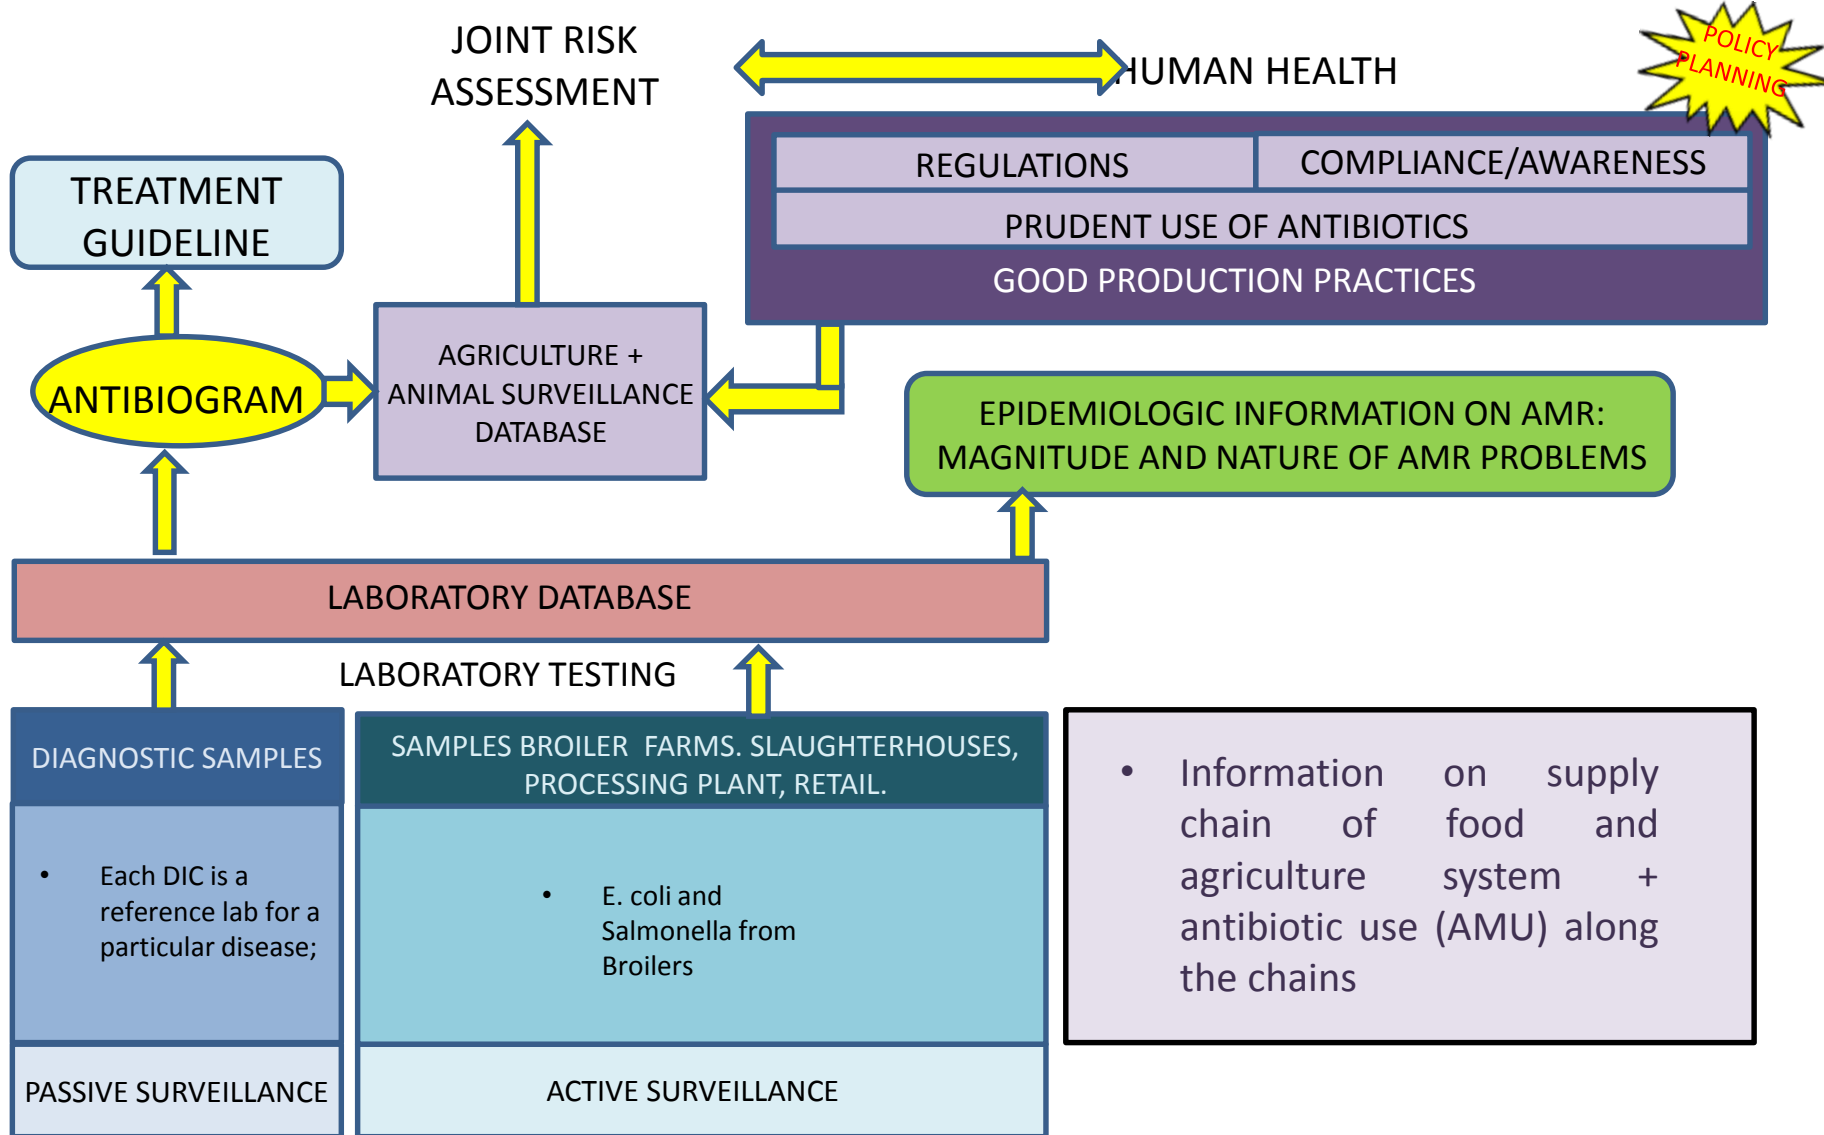 JOINT RISK
ASSESSMENT
HUMAN HEALTH
POLICY
PLANNING
REGULATIONS
COMPLIANCE/AWARENESS
PRUDENT USE OF ANTIBIOTICS
GOOD PRODUCTION PRACTICES
TREATMENT
GUIDELINE
ANTIBIOGRAM
AGRICULTURE +
ANIMAL SURVEILLANCE
DATABASE
EPIDEMIOLOGIC INFORMATION ON AMR:
MAGNITUDE AND NATURE OF AMR PROBLEMS
LABORATORY DATABASE
LABORATORY TESTING
DIAGNOSTIC SAMPLES
SAMPLES BROILER FARMS. SLAUGHTERHOUSES,
PROCESSING PLANT, RETAIL.
• Each DIC is a
reference lab for a
particular disease;
• E. coli and
Salmonella from
Broilers
• Information on supply
chain of food and
agriculture system +
antibiotic use (AMU) along
the chains
PASSIVE SURVEILLANCE
ACTIVE SURVEILLANCE